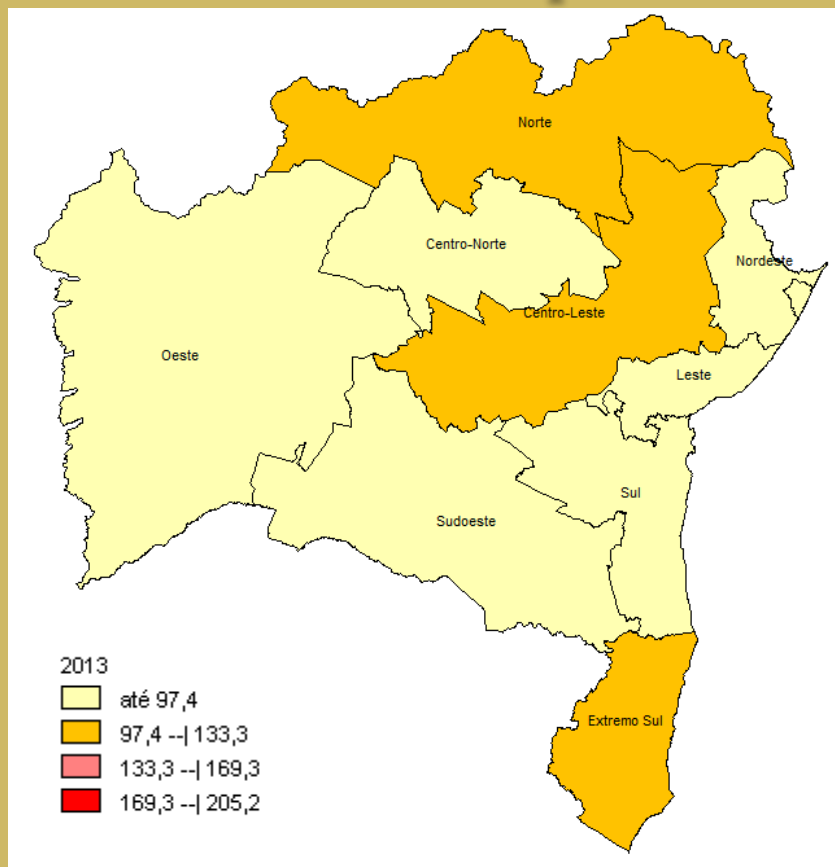 Norte
Centro-Norte
Nordeste
Centro-Leste
Oeste
Leste
Sul
Sudoeste
Extremo Sul
2013
até 97,4
97,4 --| 133,3
133,3 --| 169,3
169,3 --| 205,2